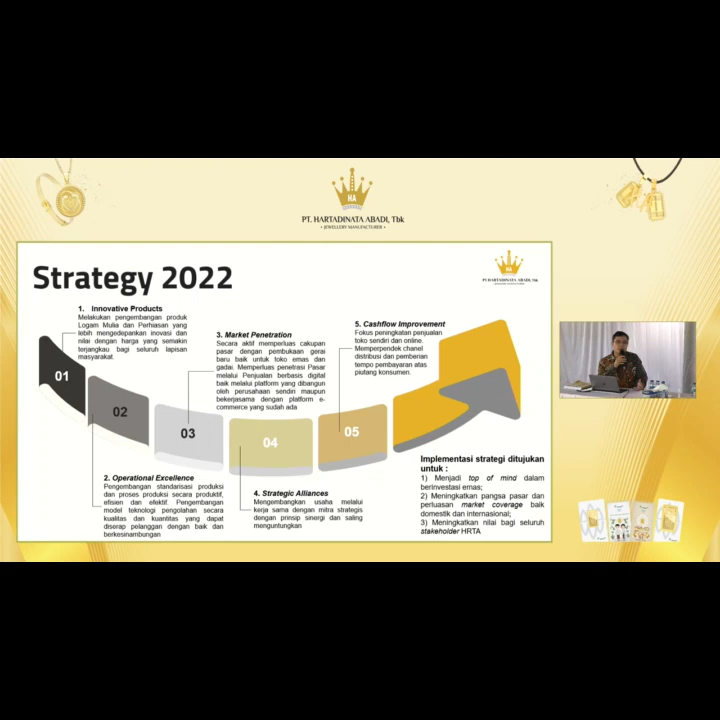 HA
PT. HARTADINATA ABADI, Tbk
• JEWELLERY MANUFACTURER •
Strategy 2022
HA
PT. HARTADINATA ABADI, Tbk
1. Innovative Products
Melakukan pengembangan produk
Logam Mulia dan Perhiasan yang
lebih mengedepankan inovasi dan
nilai dengan harga yang semakin
terjangkau bagi seluruh lapisan
masyarakat.
3. Market Penetration
Secara aktif memperluas cakupan
pasar dengan pembukaan gerai
baru baik untuk toko emas dan
gadai. Memperluas penetrasi Pasar
melalui Penjualan berbasis digital
baik melalui platform yang dibangun
oleh perusahaan sendiri maupun
bekerjasama dengan platform e-
commerce yang sudah ada
5. Cashflow Improvement
Fokus peningkatan penjualan
toko sendiri dan online.
Memperpendek chanel
distribusi dan pemberian
tempo pembayaran atas
piutang konsumen.
01
02
03
04
05
2. Operational Excellence
Pengembangan standarisasi produksi
dan proses produksi secara produktif,
efisien dan efektif. Pengembangan
model teknologi pengolahan secara
kualitas dan kuantitas yang dapat
diserap pelanggan dengan baik dan
berkesinambungan
4. Strategic Alliances
Mengembangkan usaha melalui
kerja sama dengan mitra strategis
dengan prinsip sinergi dan saling
menguntungkan
Implementasi strategi ditujukan
untuk :
1) Menjadi top of mind dalam
berinvestasi emas;
2) Meningkatkan pangsa pasar dan
perluasan market coverage baik
domestik dan internasional;
3) Meningkatkan nilai bagi seluruh
stakeholder HRTA